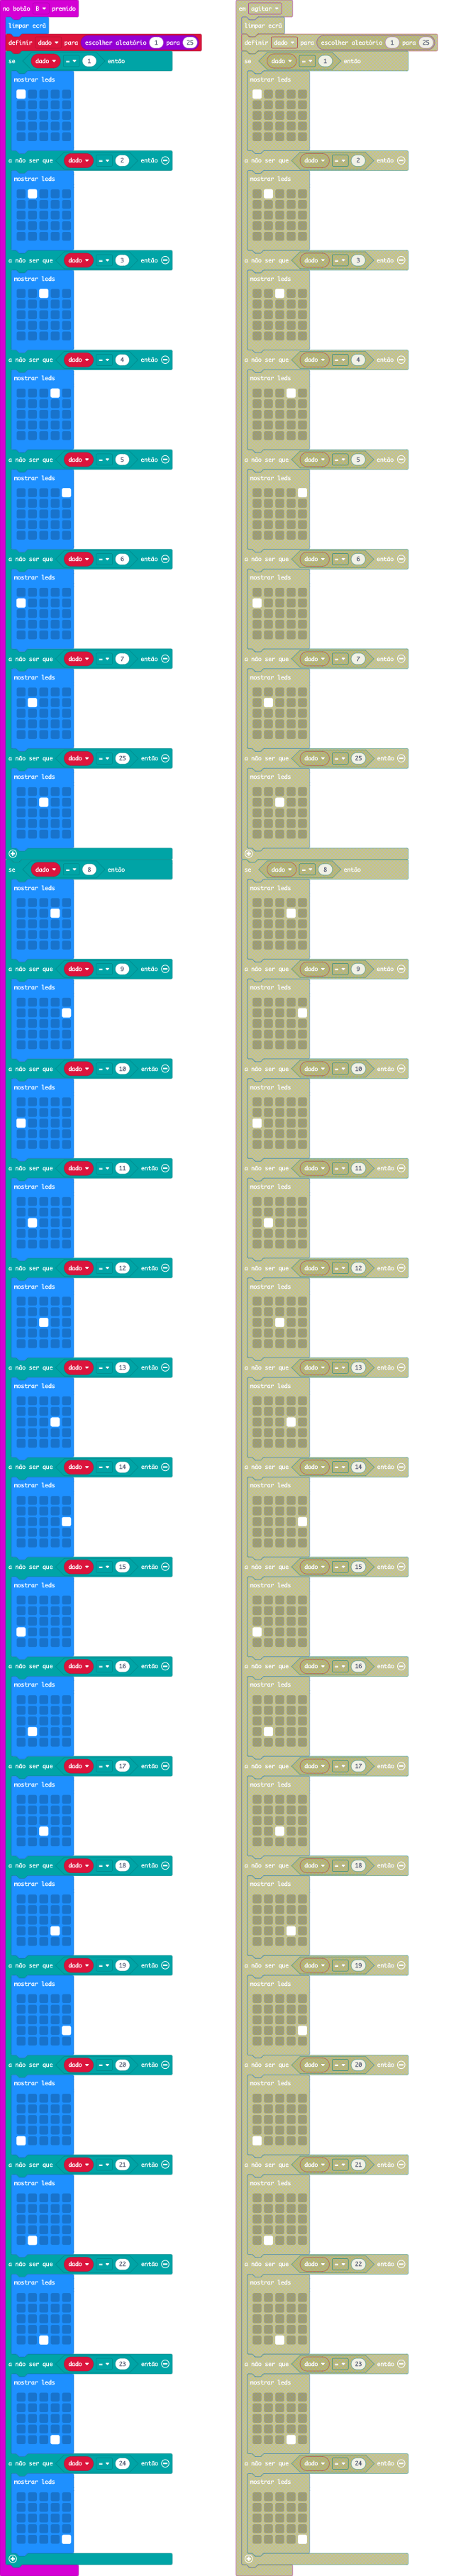 no botão B premido
limpar ecrã
definir dado para escolher aleatória 1 para 25
se dado = 1 então
mostrar leds
a não ser que dado = 2 então
mostrar leds
a não ser que dado = 3 então
mostrar leds
a não ser que dado = 4 então
mostrar leds
a não ser que dado = 5 então
mostrar leds
a não ser que dado = 6 então
mostrar leds
a não ser que dado = 7 então
mostrar leds
a não ser que dado = 25 então
mostrar leds
se dado = 8 então
mostrar leds
a não ser que dado = 9 então
mostrar leds
a não ser que dado = 10 então
mostrar leds
a não ser que dado = 11 então
mostrar leds
a não ser que dado = 12 então
mostrar leds
a não ser que dado = 13 então
mostrar leds
a não ser que dado = 14 então
mostrar leds
a não ser que dado = 15 então
mostrar leds
a não ser que dado = 16 então
mostrar leds
a não ser que dado = 17 então
mostrar leds
a não ser que dado = 18 então
mostrar leds
a não ser que dado = 19 então
mostrar leds
a não ser que dado = 20 então
mostrar leds
a não ser que dado = 21 então
mostrar leds
a não ser que dado = 22 então
mostrar leds
a não ser que dado = 23 então
mostrar leds
a não ser que dado = 24 então
mostrar leds
em agitar
limpar ecrã
definir dado para escolher aleatória 1 para 25
se dado = 1 então
mostrar leds
a não ser que dado = 2 então
mostrar leds
a não ser que dado = 3 então
mostrar leds
a não ser que dado = 4 então
mostrar leds
a não ser que dado = 5 então
mostrar leds
a não ser que dado = 6 então
mostrar leds
a não ser que dado = 7 então
mostrar leds
a não ser que dado = 25 então
mostrar leds
se dado = 8 então
mostrar leds
a não ser que dado = 9 então
mostrar leds
a não ser que dado = 10 então
mostrar leds
a não ser que dado = 11 então
mostrar leds
a não ser que dado = 12 então
mostrar leds
a não ser que dado = 13 então
mostrar leds
a não ser que dado = 14 então
mostrar leds
a não ser que dado = 15 então
mostrar leds
a não ser que dado = 16 então
mostrar leds
a não ser que dado = 17 então
mostrar leds
a não ser que dado = 18 então
mostrar leds
a não ser que dado = 19 então
mostrar leds
a não ser que dado = 20 então
mostrar leds
a não ser que dado = 21 então
mostrar leds
a não ser que dado = 22 então
mostrar leds
a não ser que dado = 23 então
mostrar leds
a não ser que dado = 24 então
mostrar leds